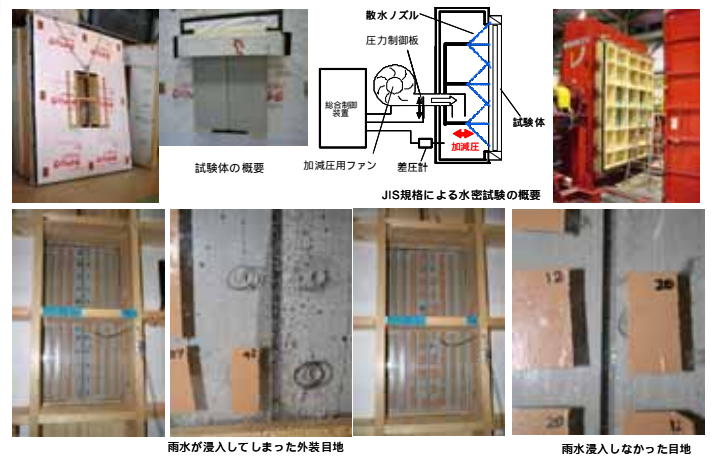 散水ノズル
圧力制御板
総合制御
装置
試験体
加減圧
試験体の概要
加減圧用ファン
差圧計
JIS規格による水密試験の概要
12
20
20
12
雨水が浸入してしまった外装目地
雨水浸入しなかった目地